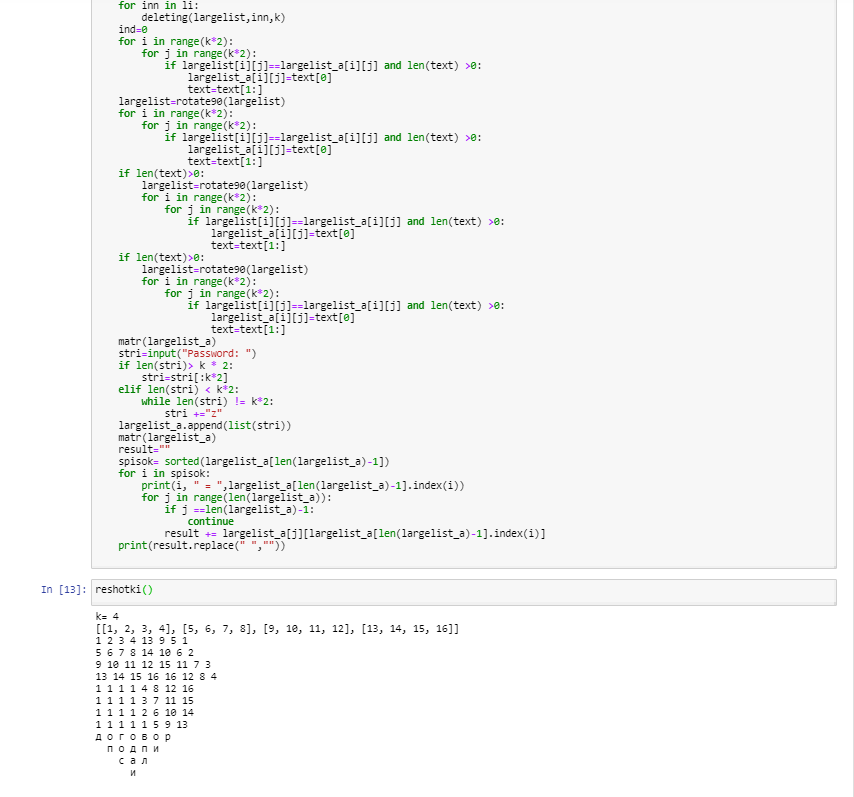 for inn in li:
deleting(largelist,inn,k)
ind=0
for i in range(k*2):
for j in range(k*2):
if largelist[i][j]==largelist_a[i][j] and len(text) >0:
largelist_a[i][j]=text[0]
text=text[1:]
largelist=rotate90(largelist)
for i in range(k*2):
for j in range(k*2):
if largelist[i][j]==largelist_a[i][j] and len(text) >0:
largelist_a[i][j]=text[0]
text=text[1:]
if len(text)>0:
largelist=rotate90(largelist)
for i in range(k*2):
for j in range(k*2):
if largelist[i][j]==largelist_a[i][j] and len(text) >0:
largelist_a[i][j]=text[0]
text=text[1:]
if len(text)>0:
largelist=rotate90(largelist)
for i in range(k*2):
for j in range(k*2):
if largelist[i][j]==largelist_a[i][j] and len(text) >0:
largelist_a[i][j]=text[0]
text=text[1:]
matr(largelist_a)
stri=input("Password: ")
if len(stri)> k * 2:
stri=stri[:k*2]
elif len(stri) < k*2:
while len(stri) != k*2:
stri +="z"
largelist_a.append(list(stri))
matr(largelist_a)
result=""
spisok= sorted(largelist_a[len(largelist_a)-1])
for i in spisok:
print(i, " = ",largelist_a[len(largelist_a)-1].index(i))
for j in range(len(largelist_a)):
if j ==len(largelist_a)-1:
continue
result += largelist_a[j][largelist_a[len(largelist_a)-1].index(i)]
print(result.replace(" ",""))
In [13]: reshotki()
k= 4
[[1, 2, 3, 4], [5, 6, 7, 8], [9, 10, 11, 12], [13, 14, 15, 16]]
1 2 3 4 13 9 5 1
5 6 7 8 14 10 6 2
9 10 11 12 15 11 7 3
13 14 15 16 16 12 8 4
1 1 1 1 4 8 12 16
1 1 1 1 3 7 11 15
1 1 1 1 2 6 10 14
1 1 1 1 1 5 9 13
д о г о в о р
п о д п и
с а л
и